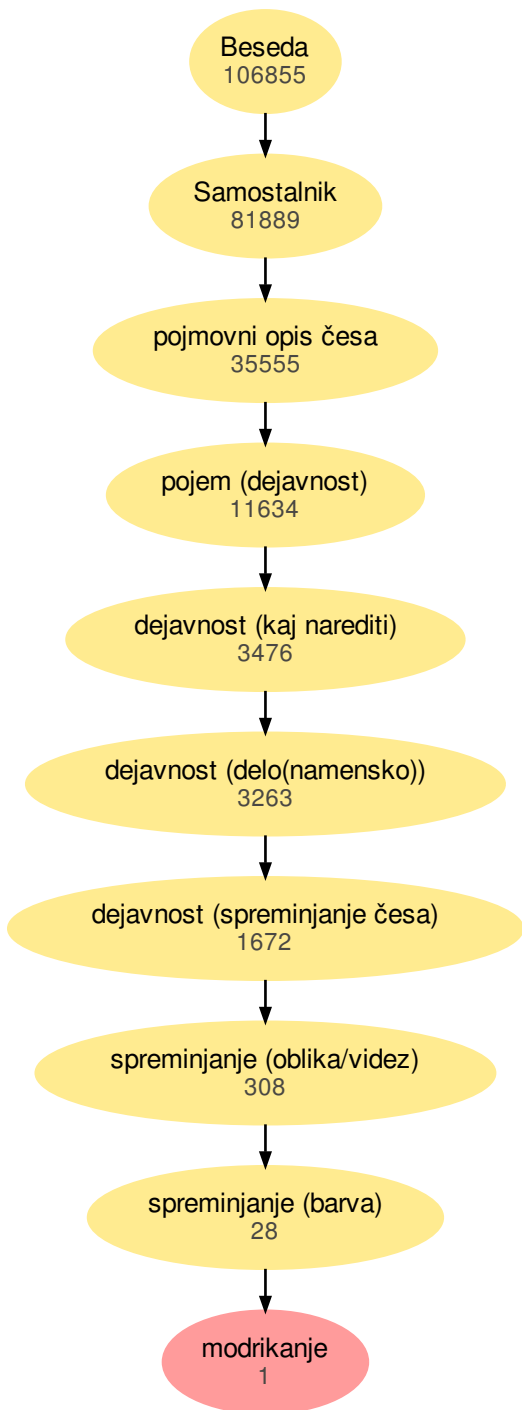 Beseda
106855
Samostalnik
81889
pojmovni opis česa
35555
pojem (dejavnost)
11634
dejavnost (kaj narediti)
3476
dejavnost (delo(namensko))
3263
dejavnost (spreminjanje česa)
1672
spreminjanje (oblika/videz)
308
spreminjanje (barva)
28
modrikanje
1